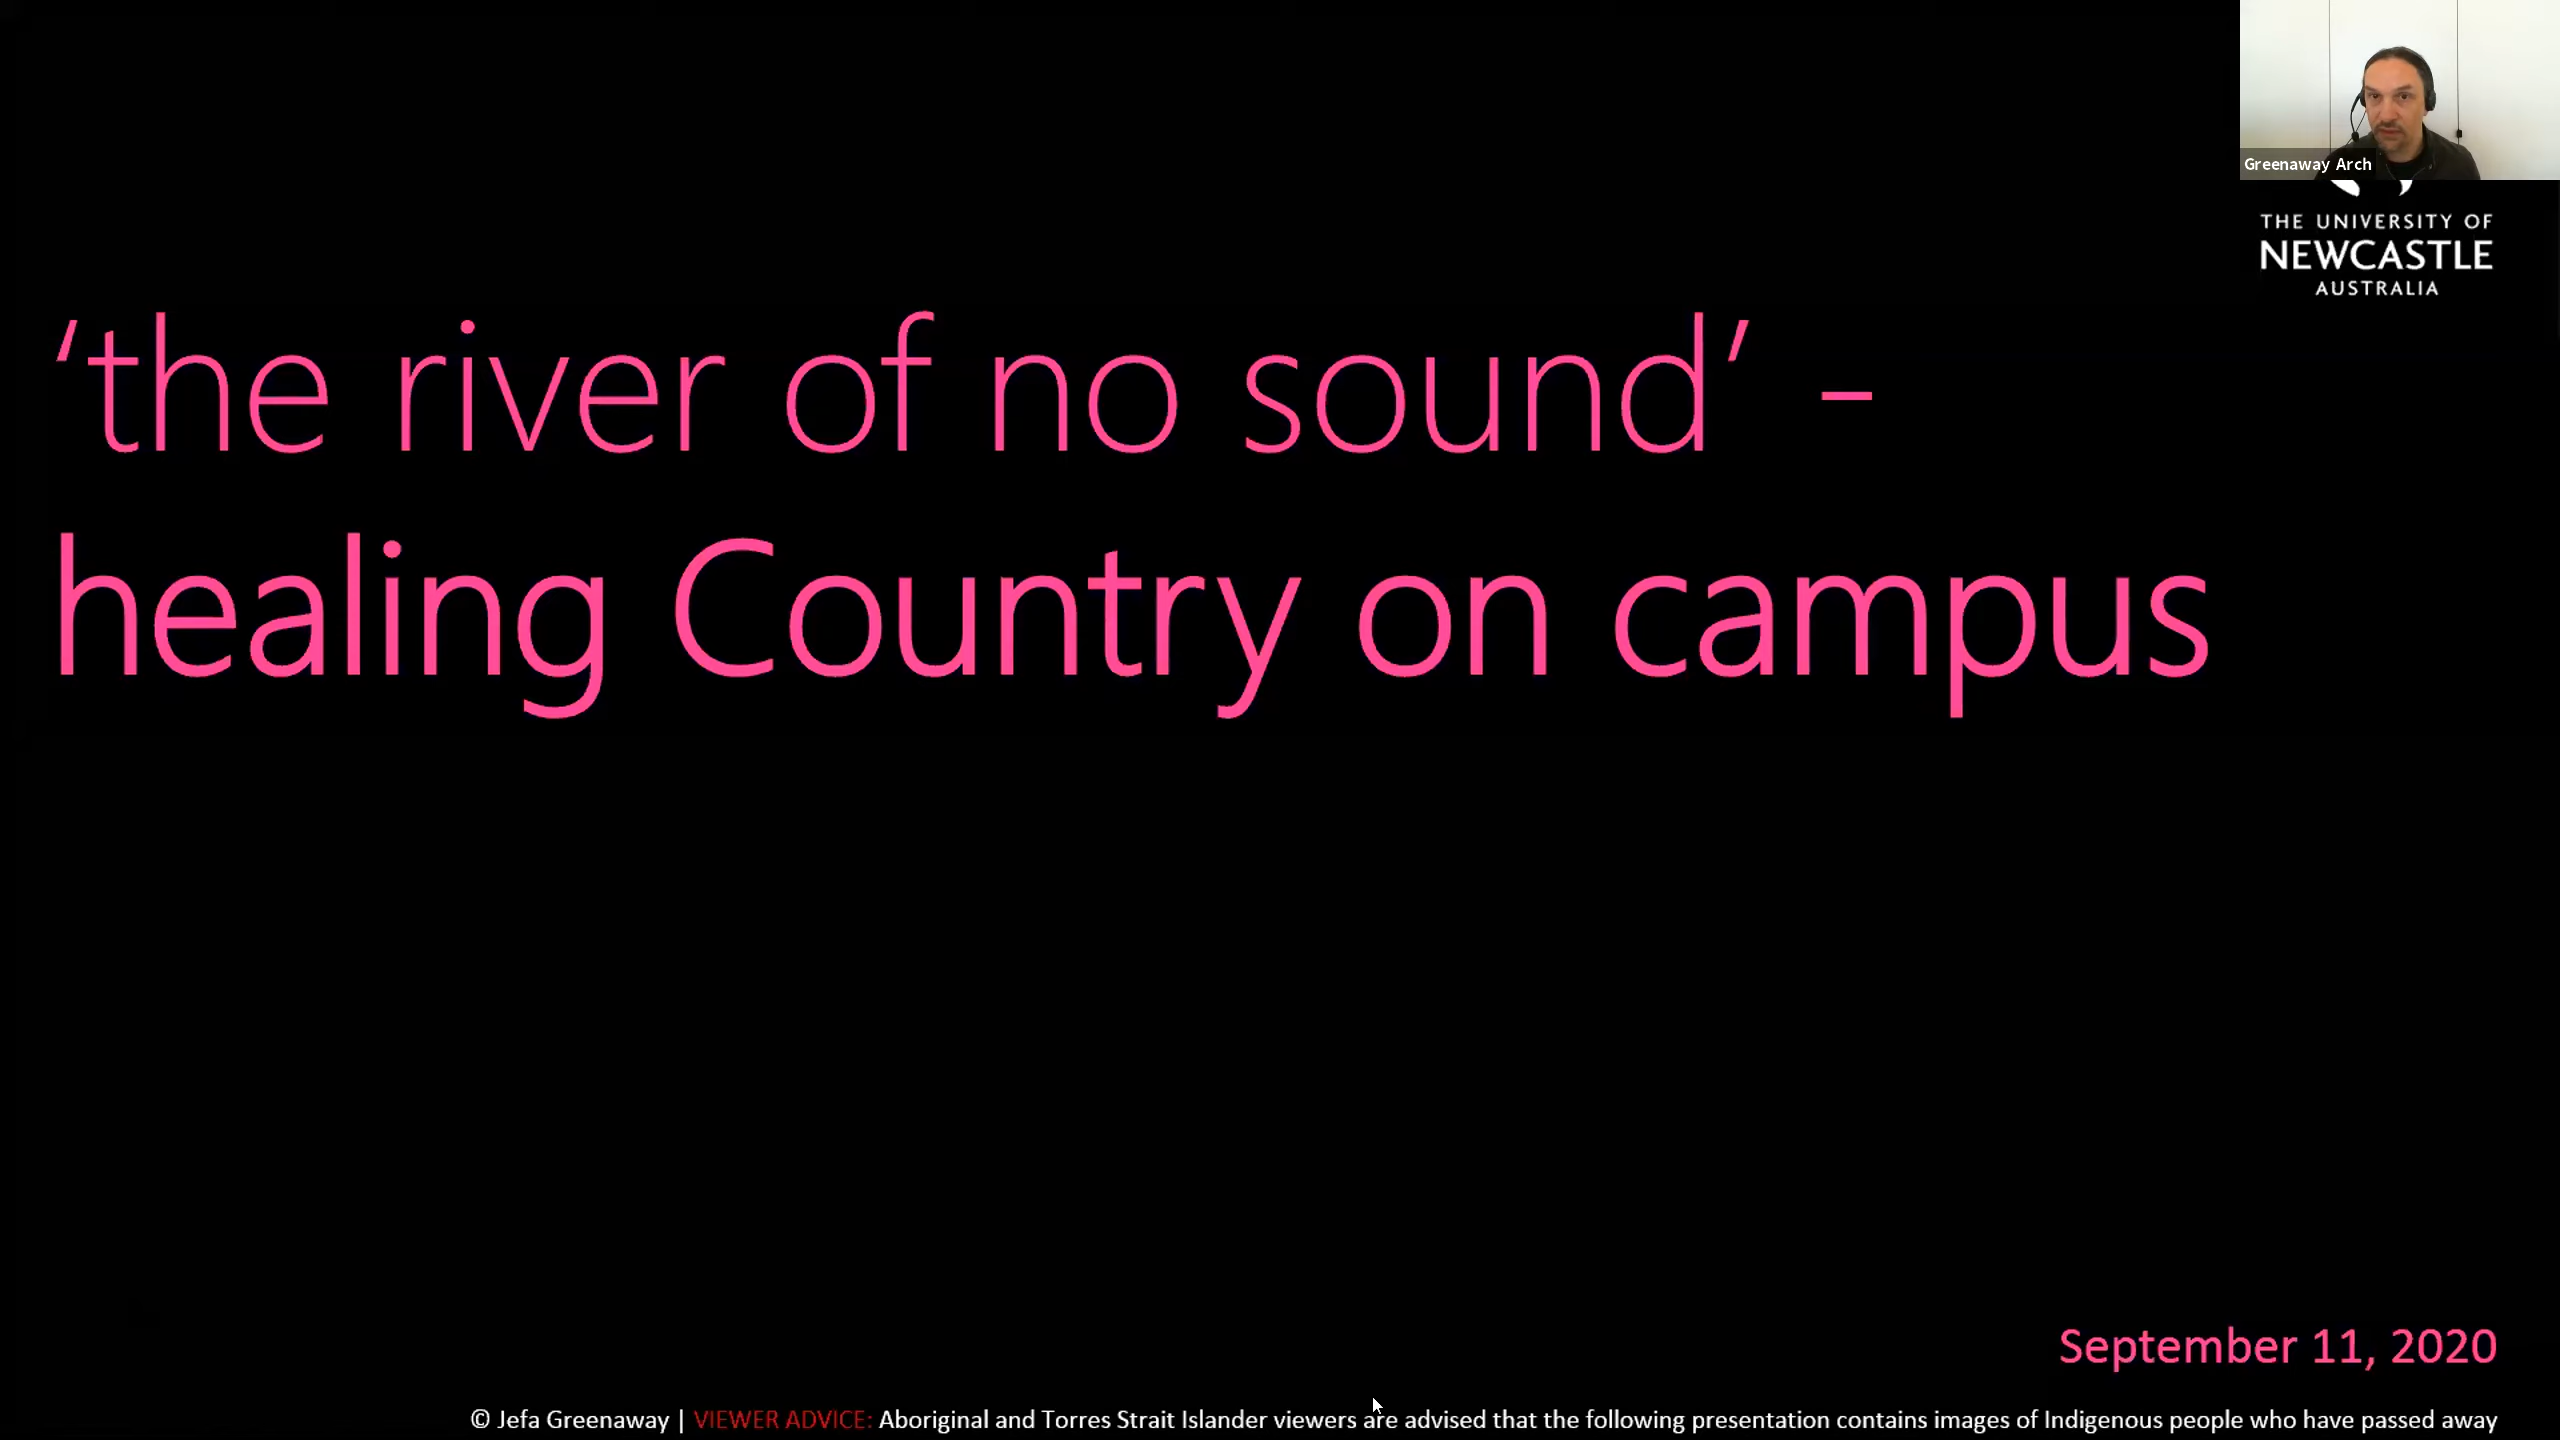 Greenaway Arch
THE UNIVERSITY OF
NEWCASTLE
AUSTRALIA
‘the river of no sound’ -
healing Country on campus
September 11, 2020
© Jefa Greenaway | VIEWER ADVICE: Aboriginal and Torres Strait Islander viewers are advised that the following presentation contains images of Indigenous people who have passed away